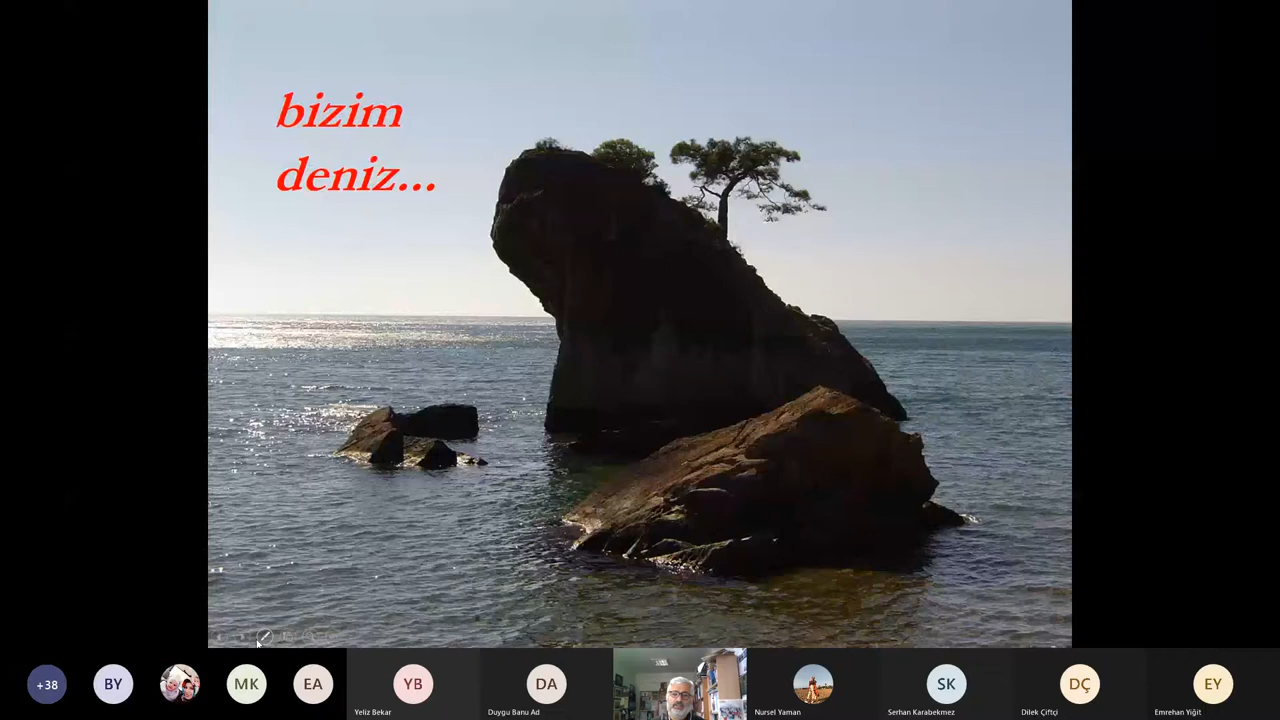 bizim
deniz...
+38
BY
MK
EA
YB
Yeliz Bekar
DA
Duygu Banu Ad
Nursel Yaman
SK
Serhan Karabekmez
DÇ
Dilek Çiftçi
EY
Emrehan Yiğit